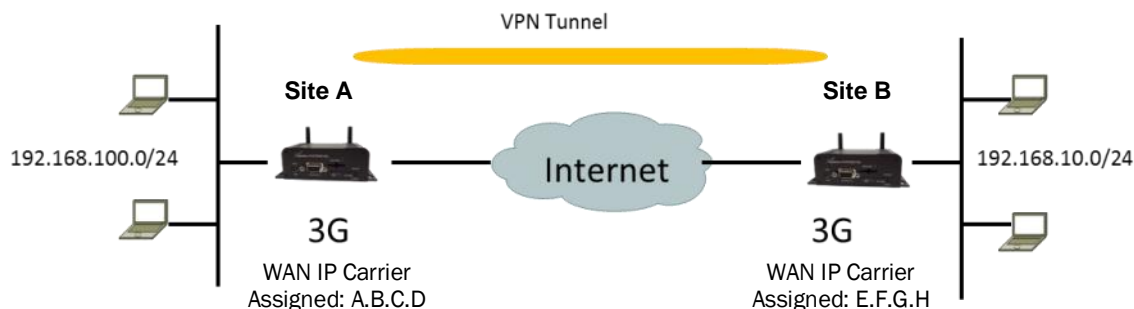 VPN Tunnel
Site A
Site B
192.168.100.0/24
Internet
192.168.10.0/24
3G
3G
WAN IP Carrier
Assigned: A.B.C.D
WAN IP Carrier
Assigned: E.F.G.H